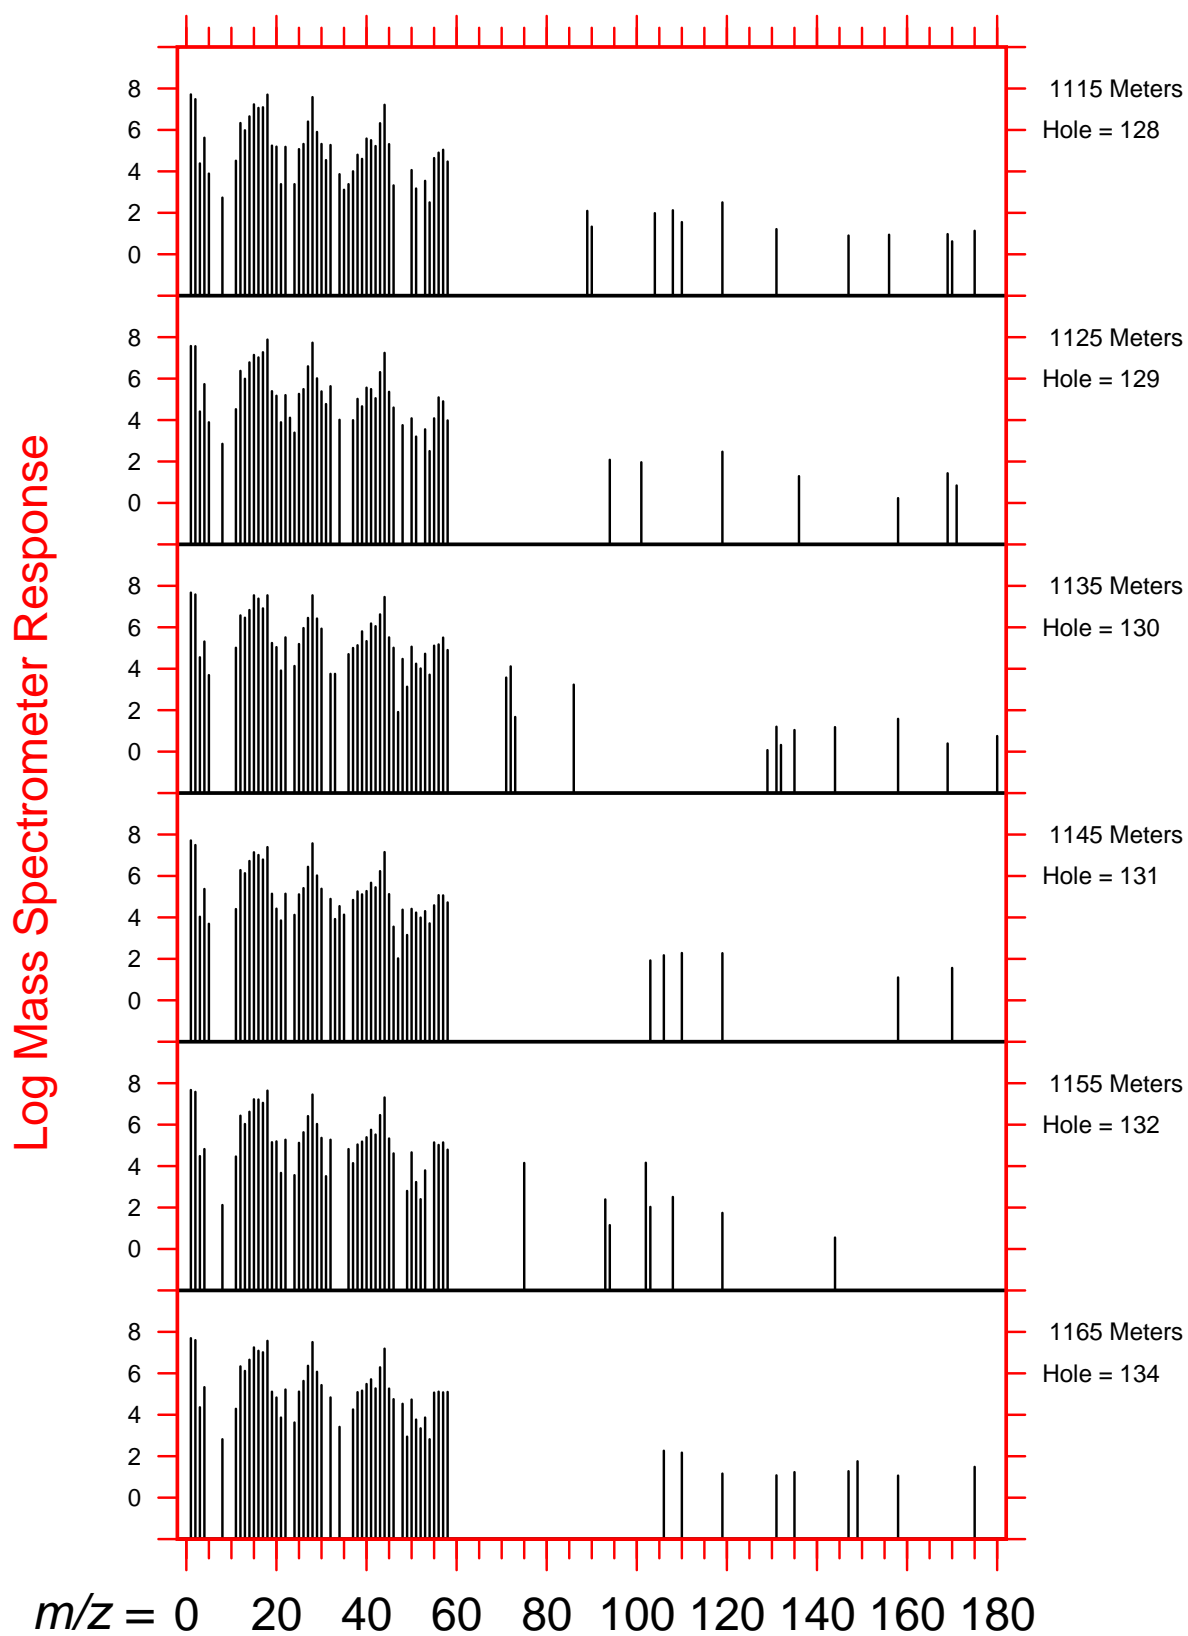 Log Mass Spectrometer Response
8
6
4
2
0
1115 Meters
Hole = 128
8
6
4
2
0
1125 Meters
Hole = 129
8
6
4
2
0
1135 Meters
Hole = 130
8
6
4
2
0
1145 Meters
Hole = 131
8
6
4
2
0
1155 Meters
Hole = 132
8
6
4
2
0
1165 Meters
Hole = 134
m/z = 0 20 40 60 80 100 120 140 160 180